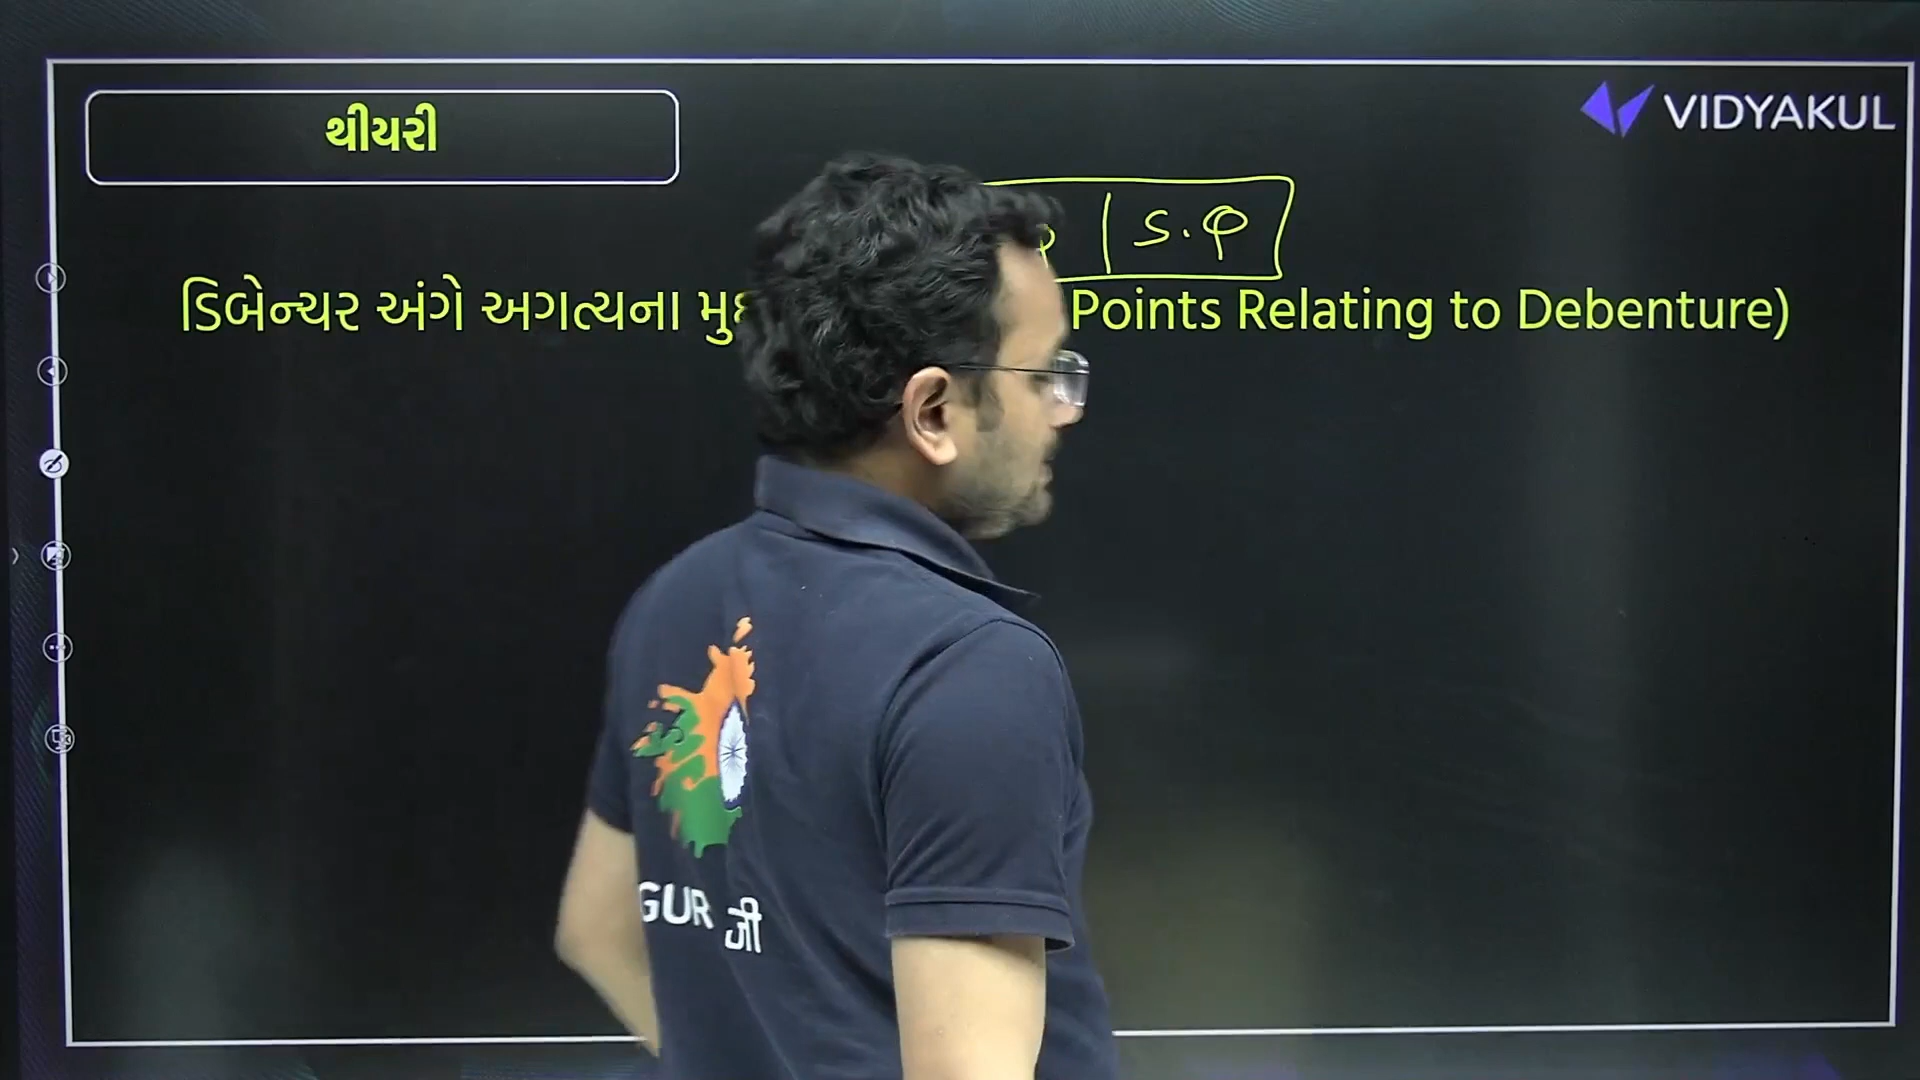 થીયરી
VIDYAKUL
S.Q
ડિબેન્ચર અંગે અગત્યના Points Relating to Debenture)
GUR જી